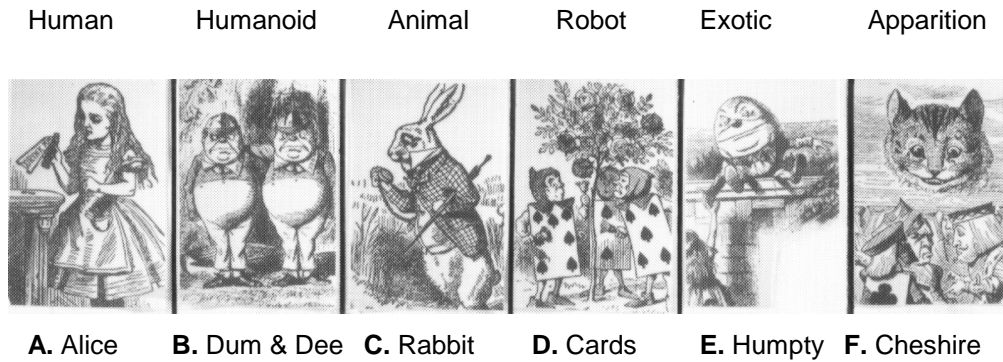 Human Humanoid Animal Robot Exotic Apparition
A. Alice B. Dum & Dee C. Rabbit D. Cards E. Humpty F. Cheshire